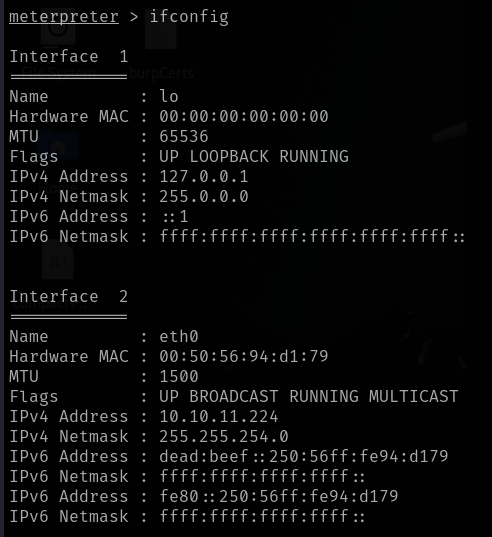 meterpreter > ifconfig
Interface  1
============
Name         : lo
Hardware MAC : 00:00:00:00:00:00
MTU          : 65536
Flags        : UP LOOPBACK RUNNING
IPv4 Address : 127.0.0.1
IPv4 Netmask : 255.0.0.0
IPv6 Address : ::1
IPv6 Netmask : ffff:ffff:ffff:ffff:ffff:ffff::
Interface  2
============
Name         : eth0
Hardware MAC : 00:50:56:94:d1:79
MTU          : 1500
Flags        : UP BROADCAST RUNNING MULTICAST
IPv4 Address : 10.10.11.224
IPv4 Netmask : 255.255.254.0
IPv6 Address : dead:beef::250:56ff:fe94:d179
IPv6 Netmask : ffff:ffff:ffff:ffff::
IPv6 Address : fe80::250:56ff:fe94:d179
IPv6 Netmask : ffff:ffff:ffff:ffff::